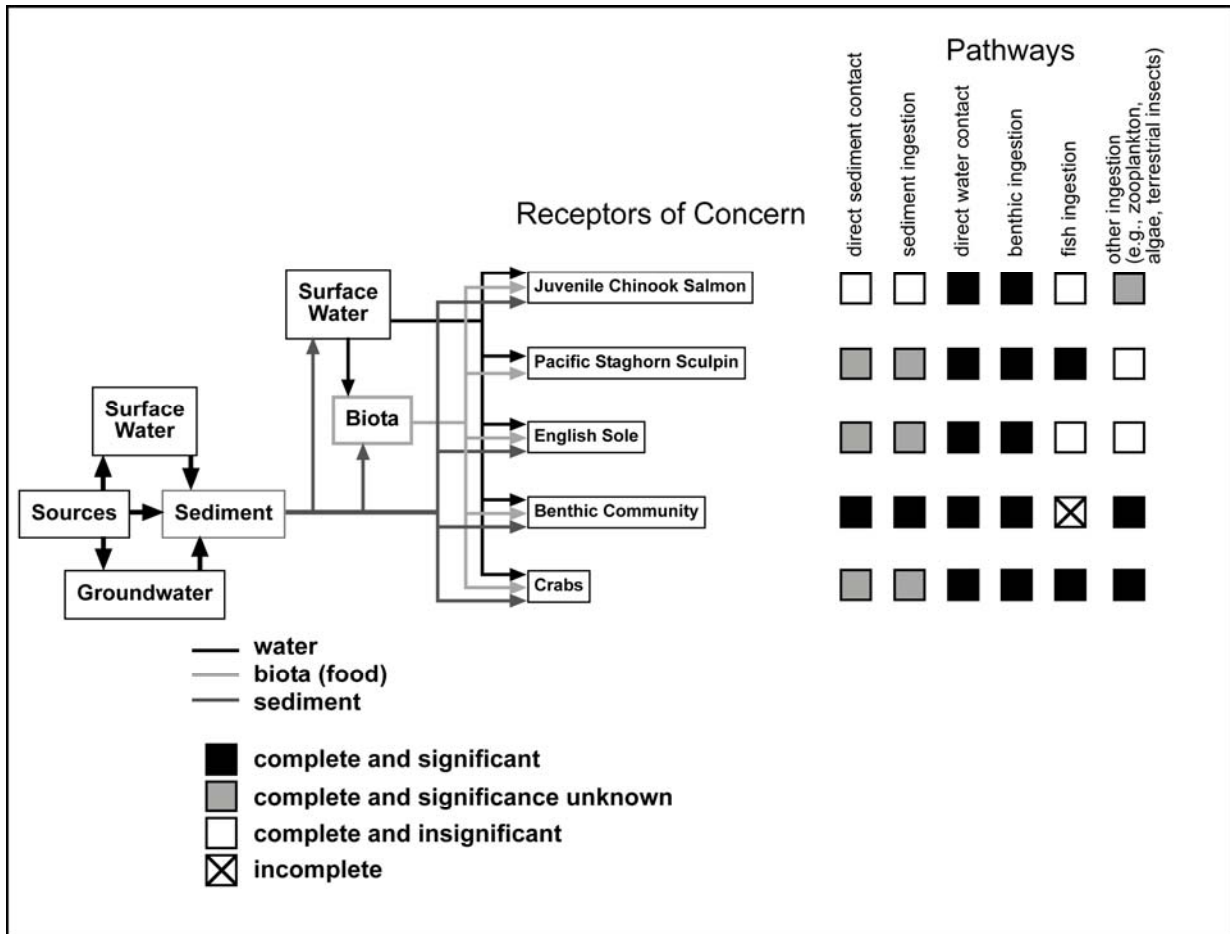 Pathways
direct sediment contact
sediment ingestion
direct water contact
benthic ingestion
fish ingestion
other ingestion
(e.g., zooplankton,
algae, terrestrial insects)
Receptors of Concern
Surface
Water
Juvenile Chinook Salmon
Pacific Staghorn Sculpin
Biota
Surface
Water
English Sole
Sources
Sediment
Benthic Community
Groundwater
Crabs
water
biota (food)
sediment
complete and significant
complete and significance unknown
complete and insignificant
incomplete